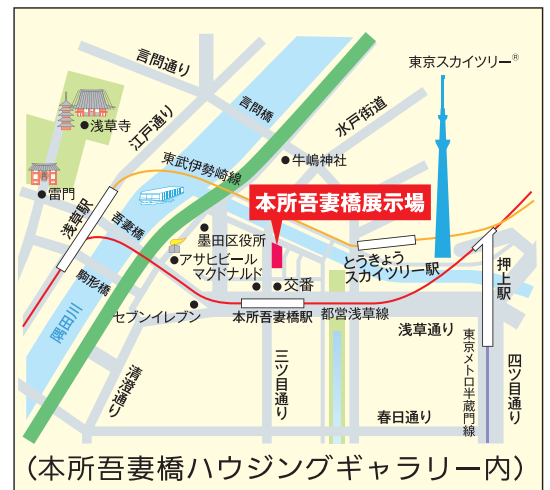 言問通り
東京スカイツリー®
江戸通り
言問橋
水戸街道
浅草寺
牛嶋神社
東武伊勢崎線
雷門
浅草駅
吾妻橋
本所吾妻橋展示場
墨田区役所
アサヒビール
マクドナルド
交番
とうきょう
スカイツリー駅
押上駅
駒形橋
セブンイレブン
本所吾妻橋駅
都営浅草線
浅草通り
隅田川
清澄通り
三ツ目通り
東京メトロ半蔵門線
四ツ目通り
春日通り
(本所吾妻橋ハウジングギャラリー内)